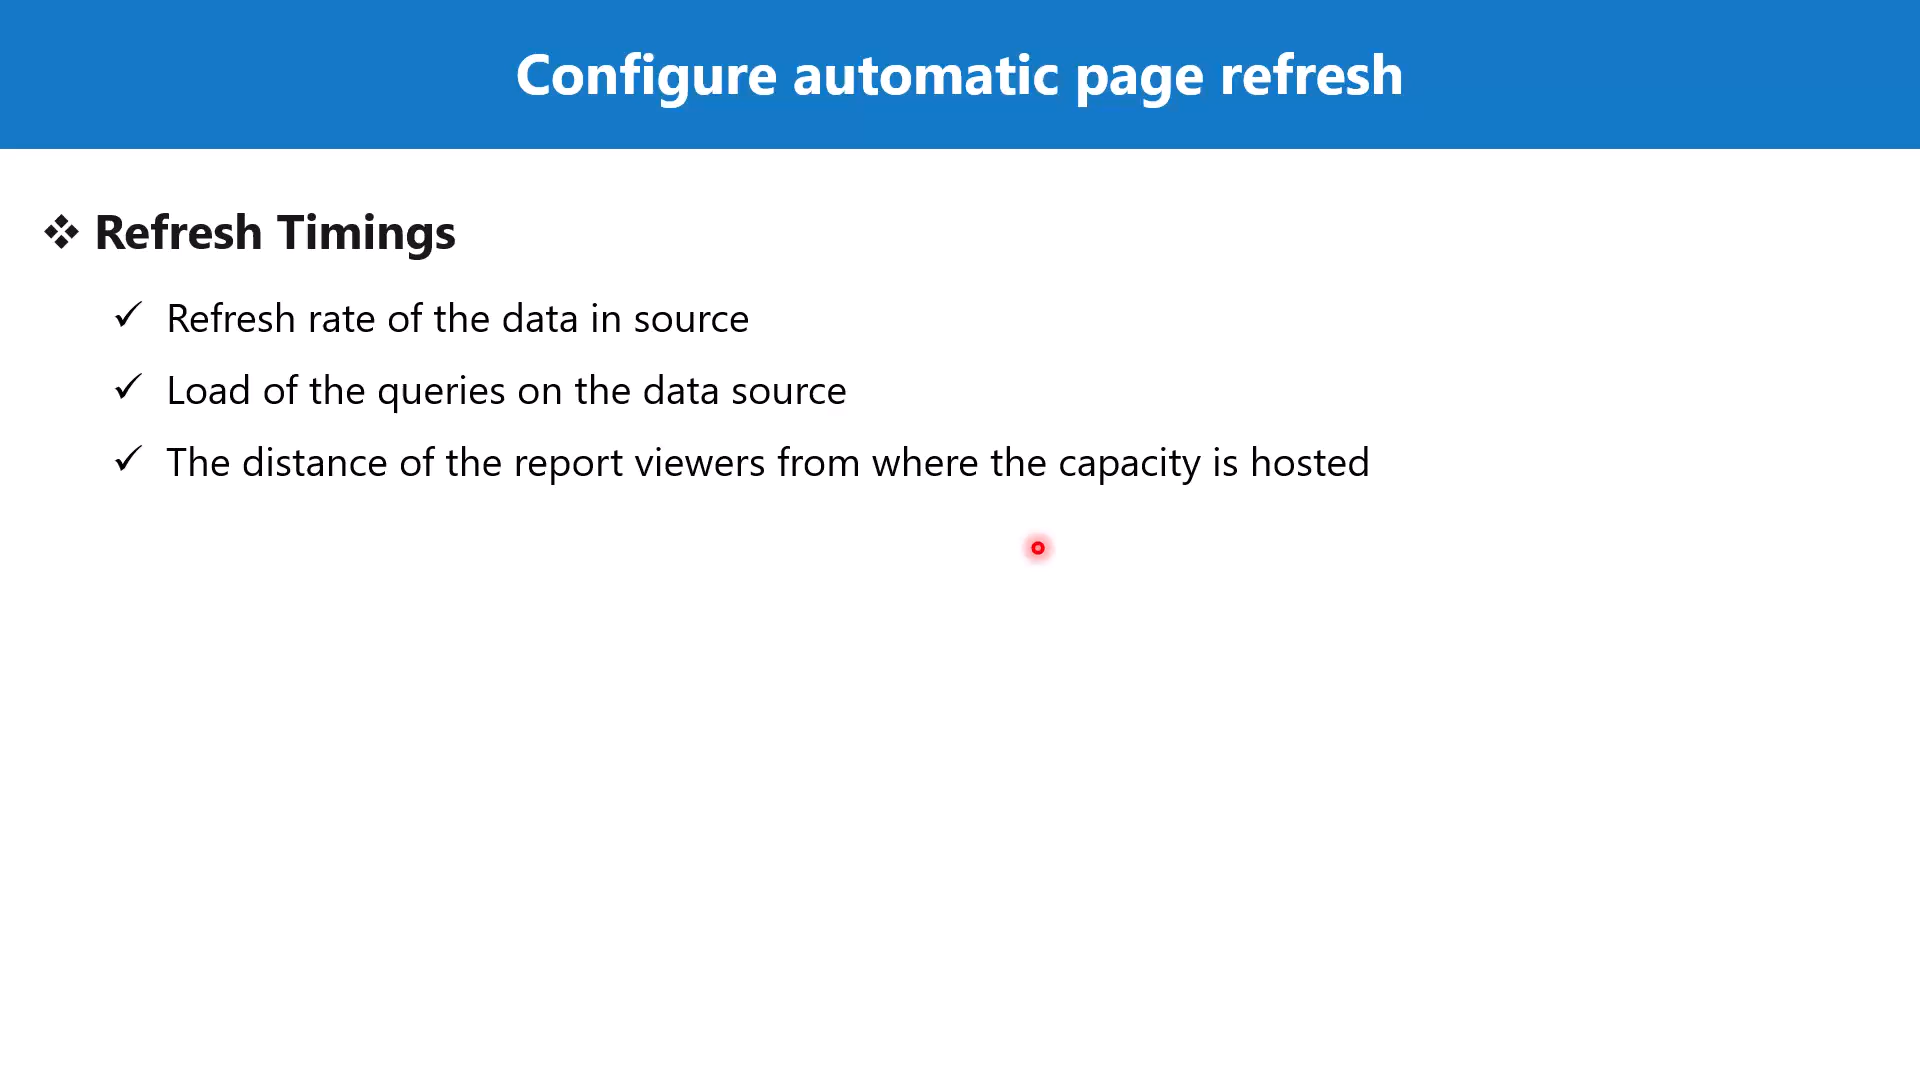 Configure automatic page refresh
❖ Refresh Timings
✓ Refresh rate of the data in source
✓ Load of the queries on the data source
✓ The distance of the report viewers from where the capacity is hosted